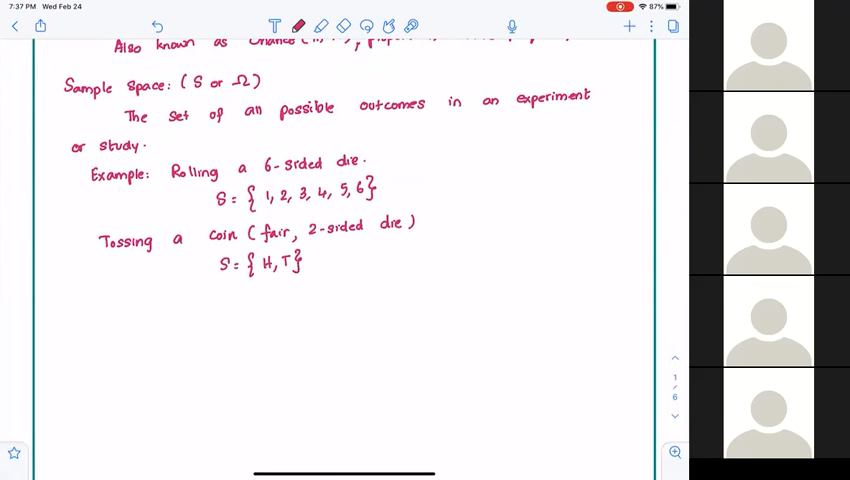 7:37 PM Wed Feb 24
87%
Also known as
Sample space: ( S or Ω )
The set of all possible outcomes in an experiment
or study.
Example: Rolling a 6-sided die.
S = { 1, 2, 3, 4, 5, 6 }
Tossing a coin ( fair, 2-sided die )
S = { H, T }
1
/
6